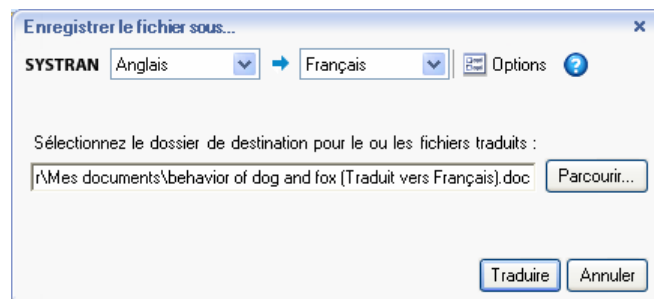 Enregistrer le fichier sous...
SYSTRAN Anglais Français Options ?
Sélectionnez le dossier de destination pour le ou les fichiers traduits :
r\Mes documents\behavior of dog and fox (Traduit vers Français).doc Parcourir...
Traduire Annuler